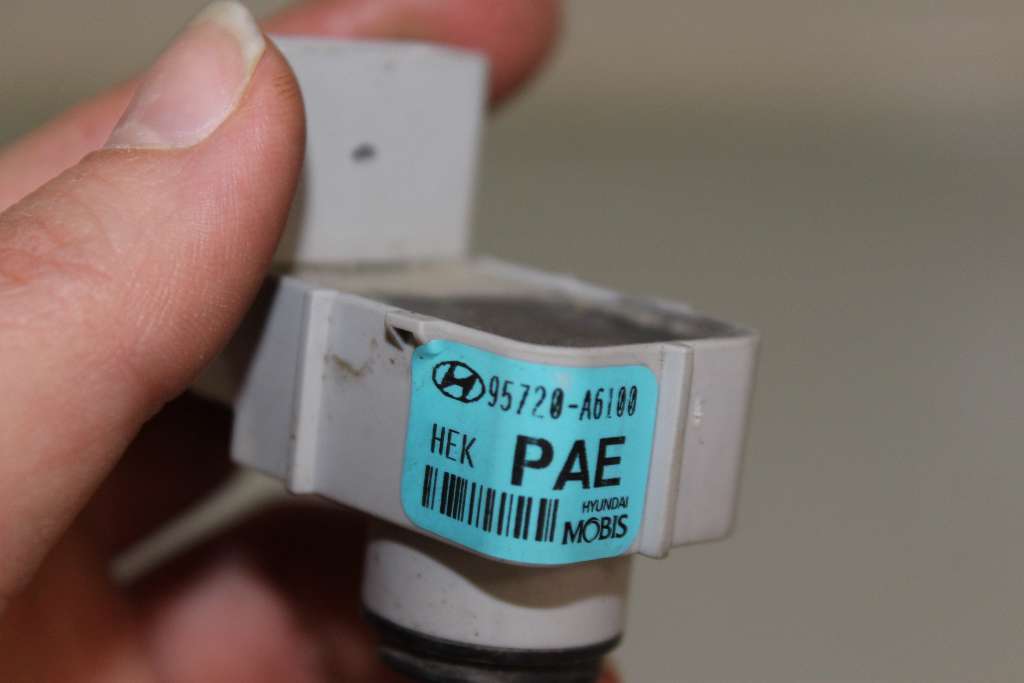 95720-A6100
HEK PAE
HYUNDAI
MOBIS